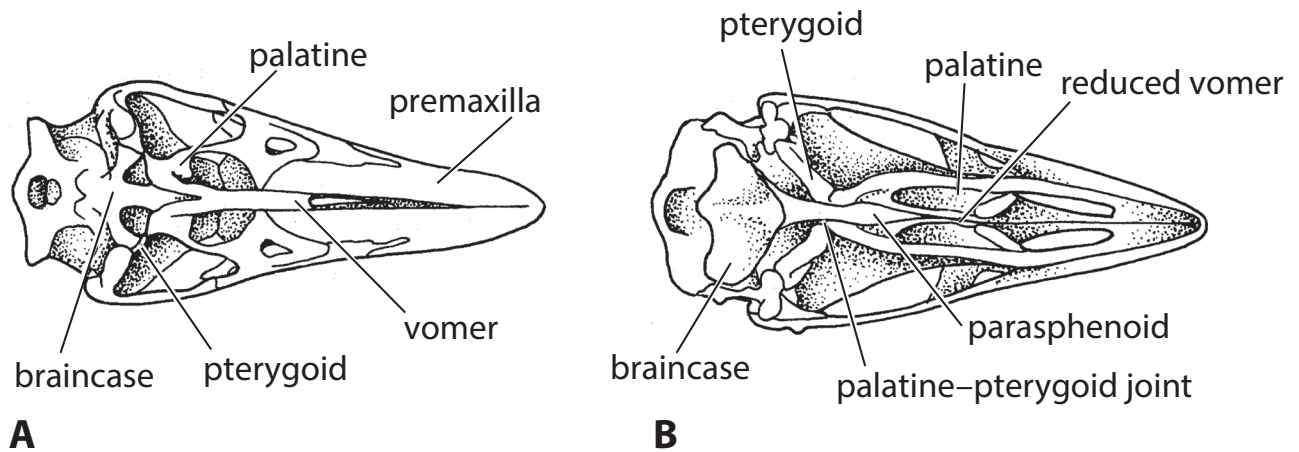 palatine
premaxilla
vomer
pterygoid
braincase
A
pterygoid
palatine
reduced vomer
parasphenoid
palatine–pterygoid joint
braincase
B